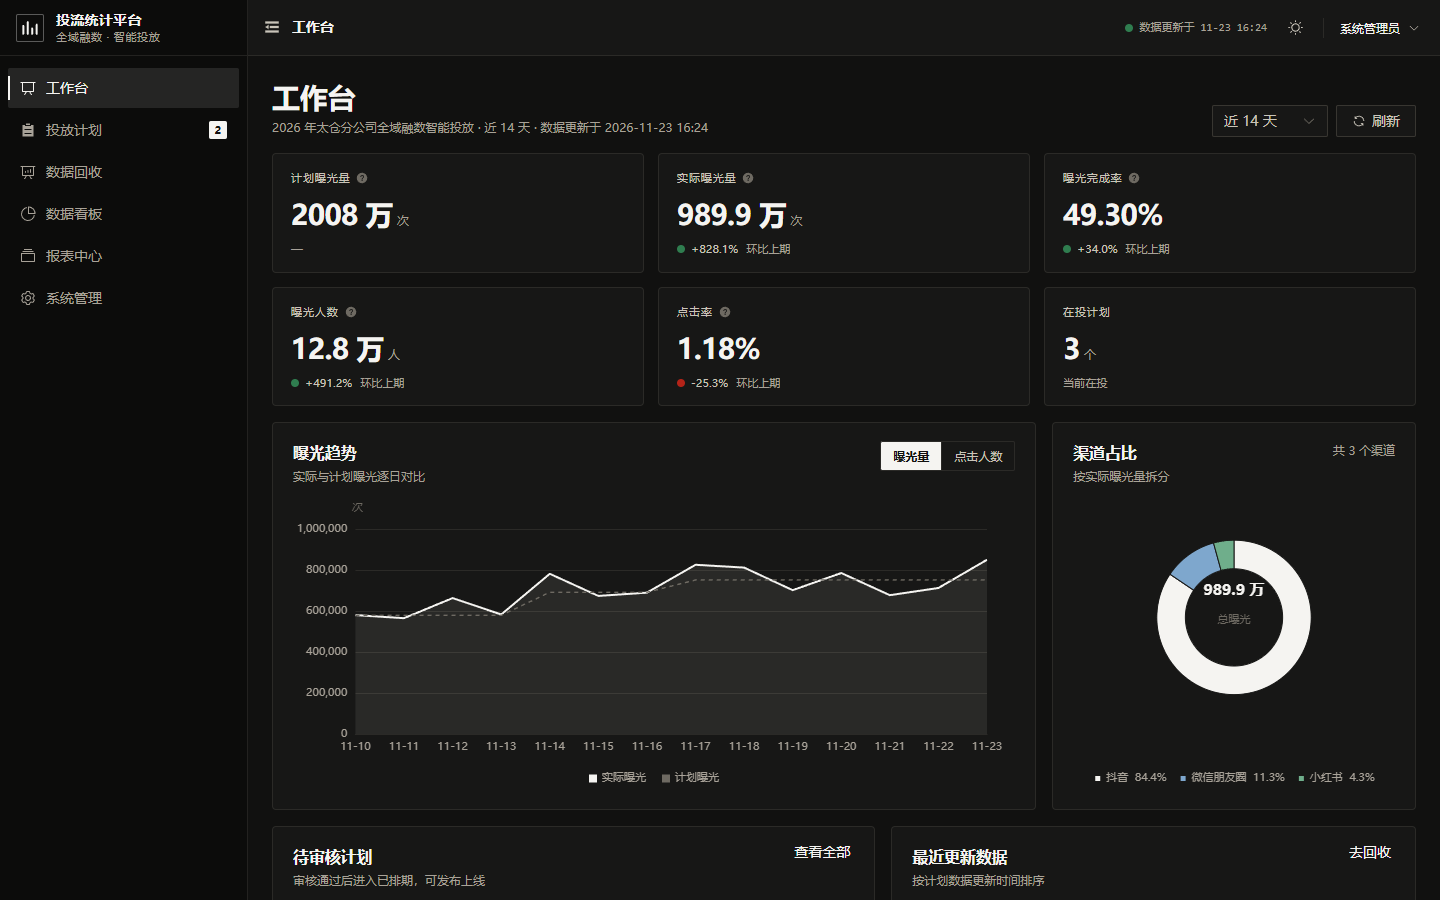 投流统计平台
全域融数 · 智能投放
工作台
数据更新于 11-23 16:24
系统管理员
工作台
投放计划 2
数据回收
数据看板
报表中心
系统管理
工作台
2026 年太仓分公司全域融数智能投放 · 近 14 天 · 数据更新于 2026-11-23 16:24
近 14 天
刷新
计划曝光量 ?
2008 万 次
—
实际曝光量 ?
989.9 万 次
+828.1% 环比上期
曝光完成率 ?
49.30%
+34.0% 环比上期
曝光人数 ?
12.8 万 人
+491.2% 环比上期
点击率 ?
1.18%
-25.3% 环比上期
在投计划
3 个
当前在投
曝光趋势
实际与计划曝光逐日对比
曝光量 点击人数
次
1,000,000
800,000
600,000
400,000
200,000
0
11-10 11-11 11-12 11-13 11-14 11-15 11-16 11-17 11-18 11-19 11-20 11-21 11-22 11-23
实际曝光 计划曝光
渠道占比
按实际曝光量拆分
共 3 个渠道
989.9 万
总曝光
抖音 84.4% 微信朋友圈 11.3% 小红书 4.3%
待审核计划
审核通过后进入已排期，可发布上线
查看全部
最近更新数据
按计划数据更新时间排序
去回收